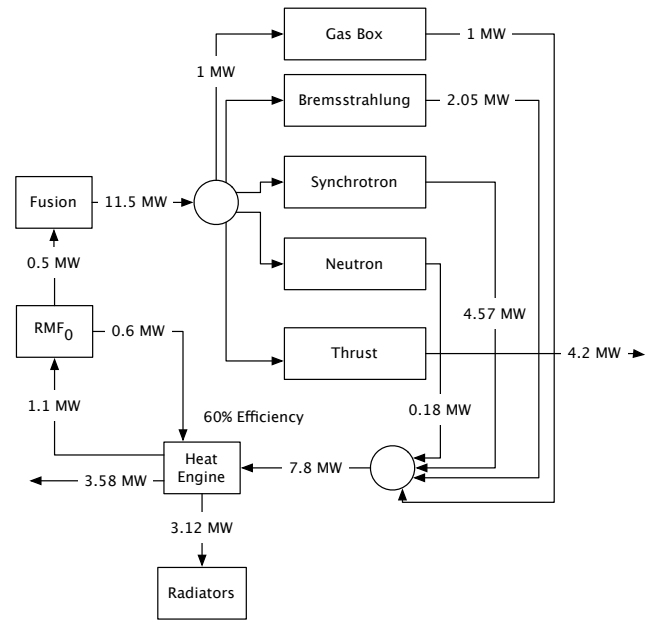 Gas Box
1 MW
1 MW
Bremsstrahlung
2.05 MW
Synchrotron
Fusion
11.5 MW
Neutron
0.5 MW
4.57 MW
RMF0
0.6 MW
Thrust
4.2 MW
1.1 MW
0.18 MW
60% Efficiency
Heat
Engine
7.8 MW
3.58 MW
3.12 MW
Radiators